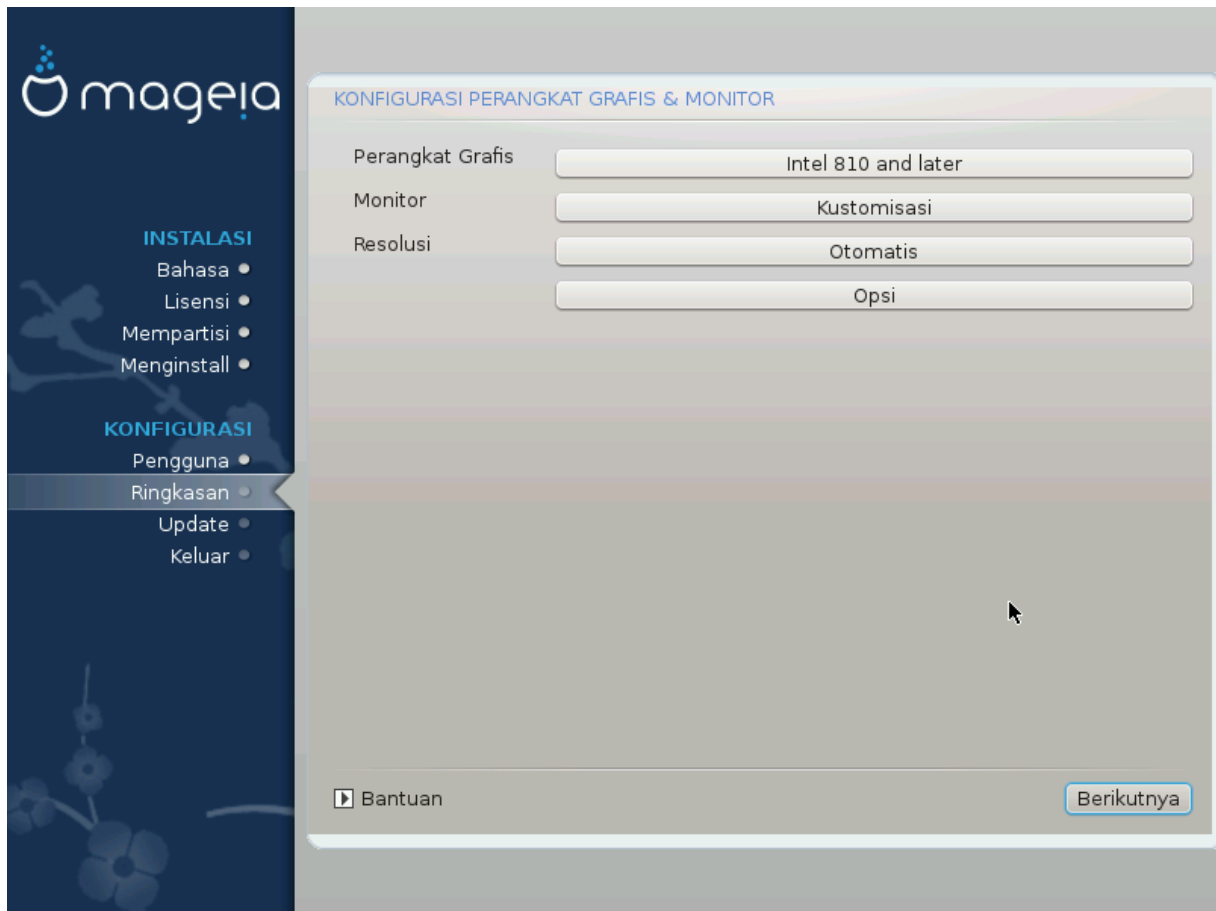 mageia
INSTALASI
Bahasa
Lisensi
Mempartisi
Menginstall
KONFIGURASI
Pengguna
Ringkasan
Update
Keluar
KONFIGURASI PERANGKAT GRAFIS & MONITOR
Perangkat Grafis
Intel 810 and later
Monitor
Kustomisasi
Resolusi
Otomatis
Opsi
Bantuan
Berikutnya